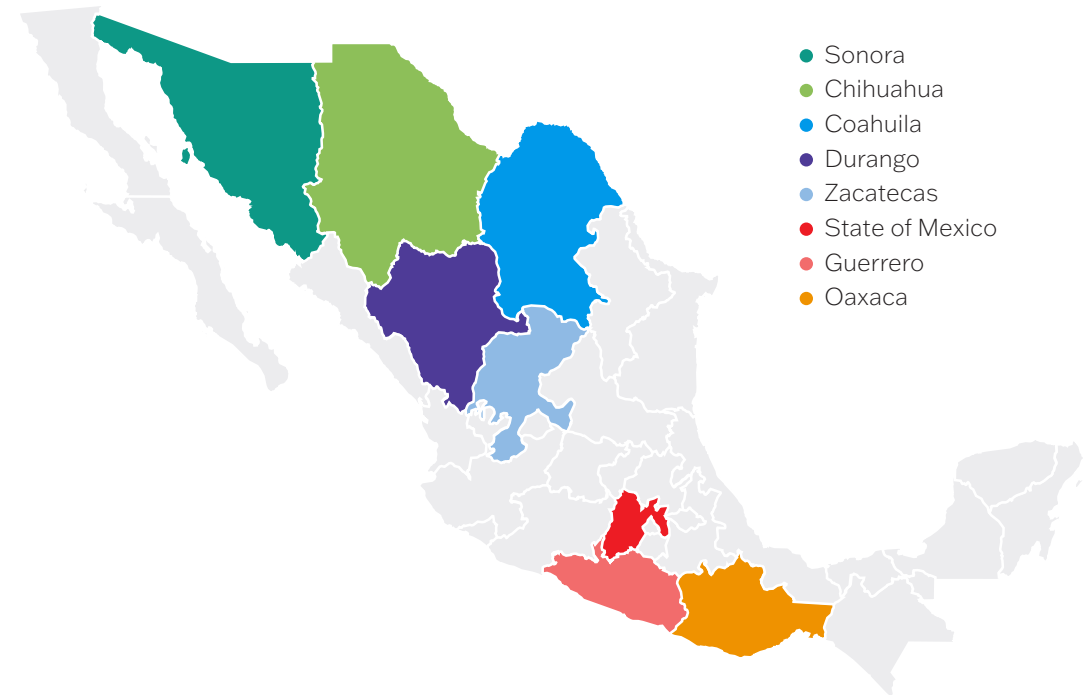 Sonora
Chihuahua
Coahuila
Durango
Zacatecas
State of Mexico
Guerrero
Oaxaca